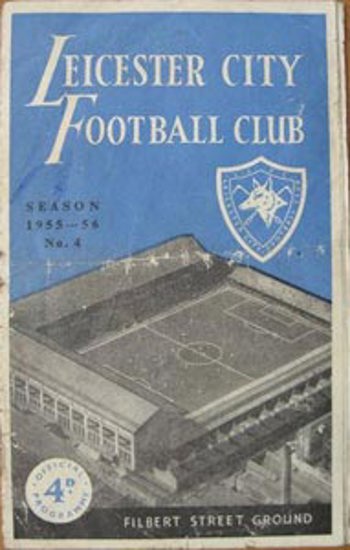 LEICESTER CITY
FOOTBALL CLUB
SEASON
1955—56
No. 4
OFFICIAL
4D
PROGRAMME
FILBERT STREET GROUND